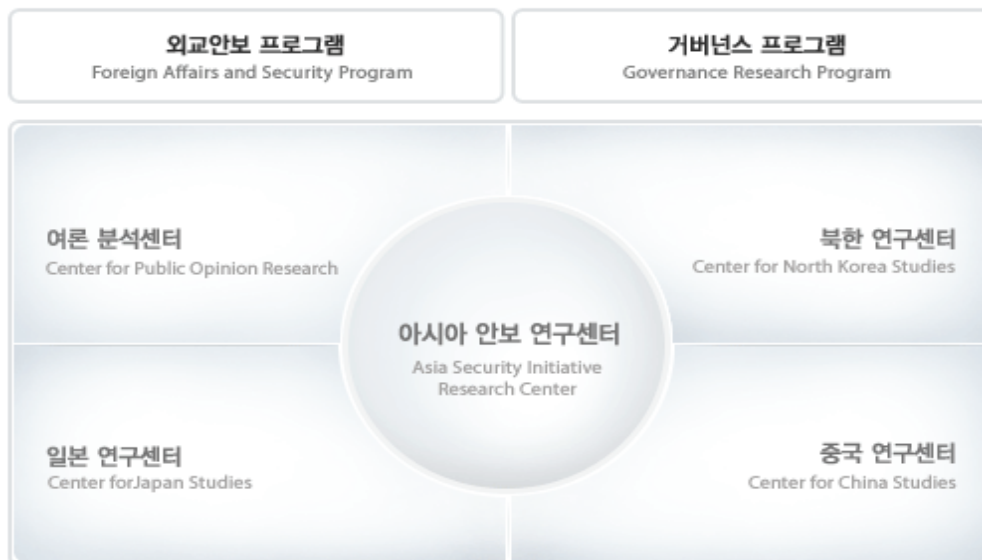 외교안보 프로그램
Foreign Affairs and Security Program
거버넌스 프로그램
Governance Research Program
여론 분석센터
Center for Public Opinion Research
북한 연구센터
Center for North Korea Studies
아시아 안보 연구센터
Asia Security Initiative
Research Center
일본 연구센터
Center forJapan Studies
중국 연구센터
Center for China Studies